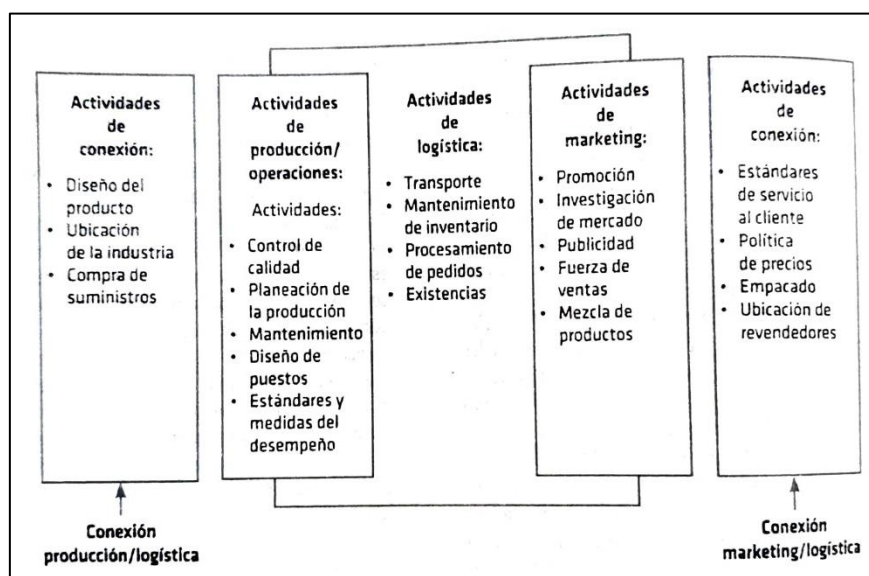 Actividades
de
conexión:
• Diseño del
producto
• Ubicación
de la industria
• Compra de
suministros
Actividades
de
producción/
operaciones:
Actividades:
• Control de
calidad
• Planeación de
la producción
• Mantenimiento
• Diseño de
puestos
• Estándares y
medidas del
desempeño
Actividades
de
logística:
• Transporte
• Mantenimiento
de inventario
• Procesamiento
de pedidos
• Existencias
Actividades
de
marketing:
• Promoción
• Investigación
de mercado
• Publicidad
• Fuerza de
ventas
• Mezcla de
productos
Actividades
de
conexión:
• Estándares
de servicio
al cliente
• Política
de precios
• Empacado
• Ubicación de
revendedores
Conexión
producción/logística
Conexión
marketing/logística